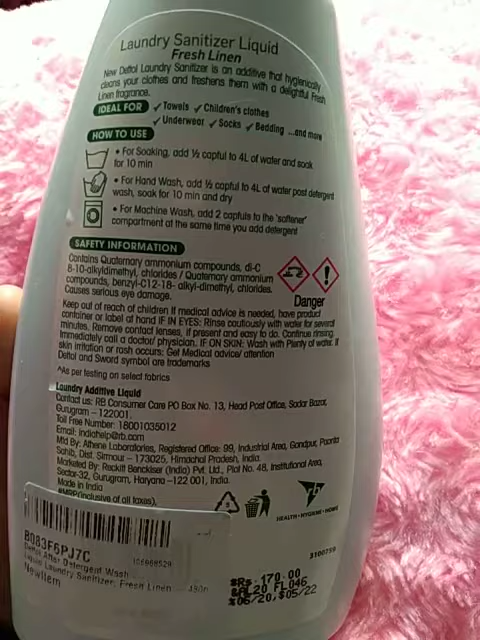 Laundry Sanitizer Liquid
Fresh Linen
New Dettol Laundry Sanitizer is an additive that hygienically
cleans your clothes and freshens them with a delightful Fresh
Linen fragrance.
IDEAL FOR ✓ Towels ✓ Children's clothes
✓ Underwear ✓ Socks ✓ Bedding ...and more
HOW TO USE
• For Soaking, add ½ capful to 4L of water and soak
for 10 min
• For Hand Wash, add ½ capful to 4L of water post detergent
wash, soak for 10 min and dry
• For Machine Wash, add 2 capfuls to the 'softener'
compartment at the same time you add detergent
SAFETY INFORMATION
Contains Quaternary ammonium compounds, di-C
8-10-alkyldimethyl, chlorides / Quaternary ammonium
compounds, benzyl-C12-18- alkyl-dimethyl, chlorides.
Causes serious eye damage.
Danger
Keep out of reach of children If medical advice is needed, have product
container or label at hand IF IN EYES: Rinse cautiously with water for several
minutes. Remove contact lenses, if present and easy to do. Continue rinsing.
Immediately call a doctor/ physician. IF ON SKIN: Wash with Plenty of water. If
skin irritation or rash occurs: Get Medical advice/ attention
Dettol and Sword symbol are trademarks
^As per testing on select fabrics
Laundry Additive Liquid
Contact us: RB Consumer Care PO Box No. 13, Head Post Office, Sadar Bazar,
Gurugram – 122001.
Toll Free Number: 18001035012
Email: indiahelp@rb.com
Mfd By: Athene Laboratories, Registered Office: 99, Industrial Area, Gondpur, Paonta
Sahib, Dist. Sirmour – 173025, Himachal Pradesh, India.
Marketed By: Reckitt Benckiser (India) Pvt. Ltd., Plot No. 48, Institutional Area,
Sector-32, Gurugram, Haryana – 122 001, India.
Made in India
#MRP(Inclusive of all taxes),
rb
HEALTH • HYGIENE • HOME
B083F6PJ7C
Dettol After Detergent Wash
Liquid Laundry Sanitizer, Fresh Linen
NewItem
#Rs. 170.00
&AL20 FL046
%06/20,$05/22